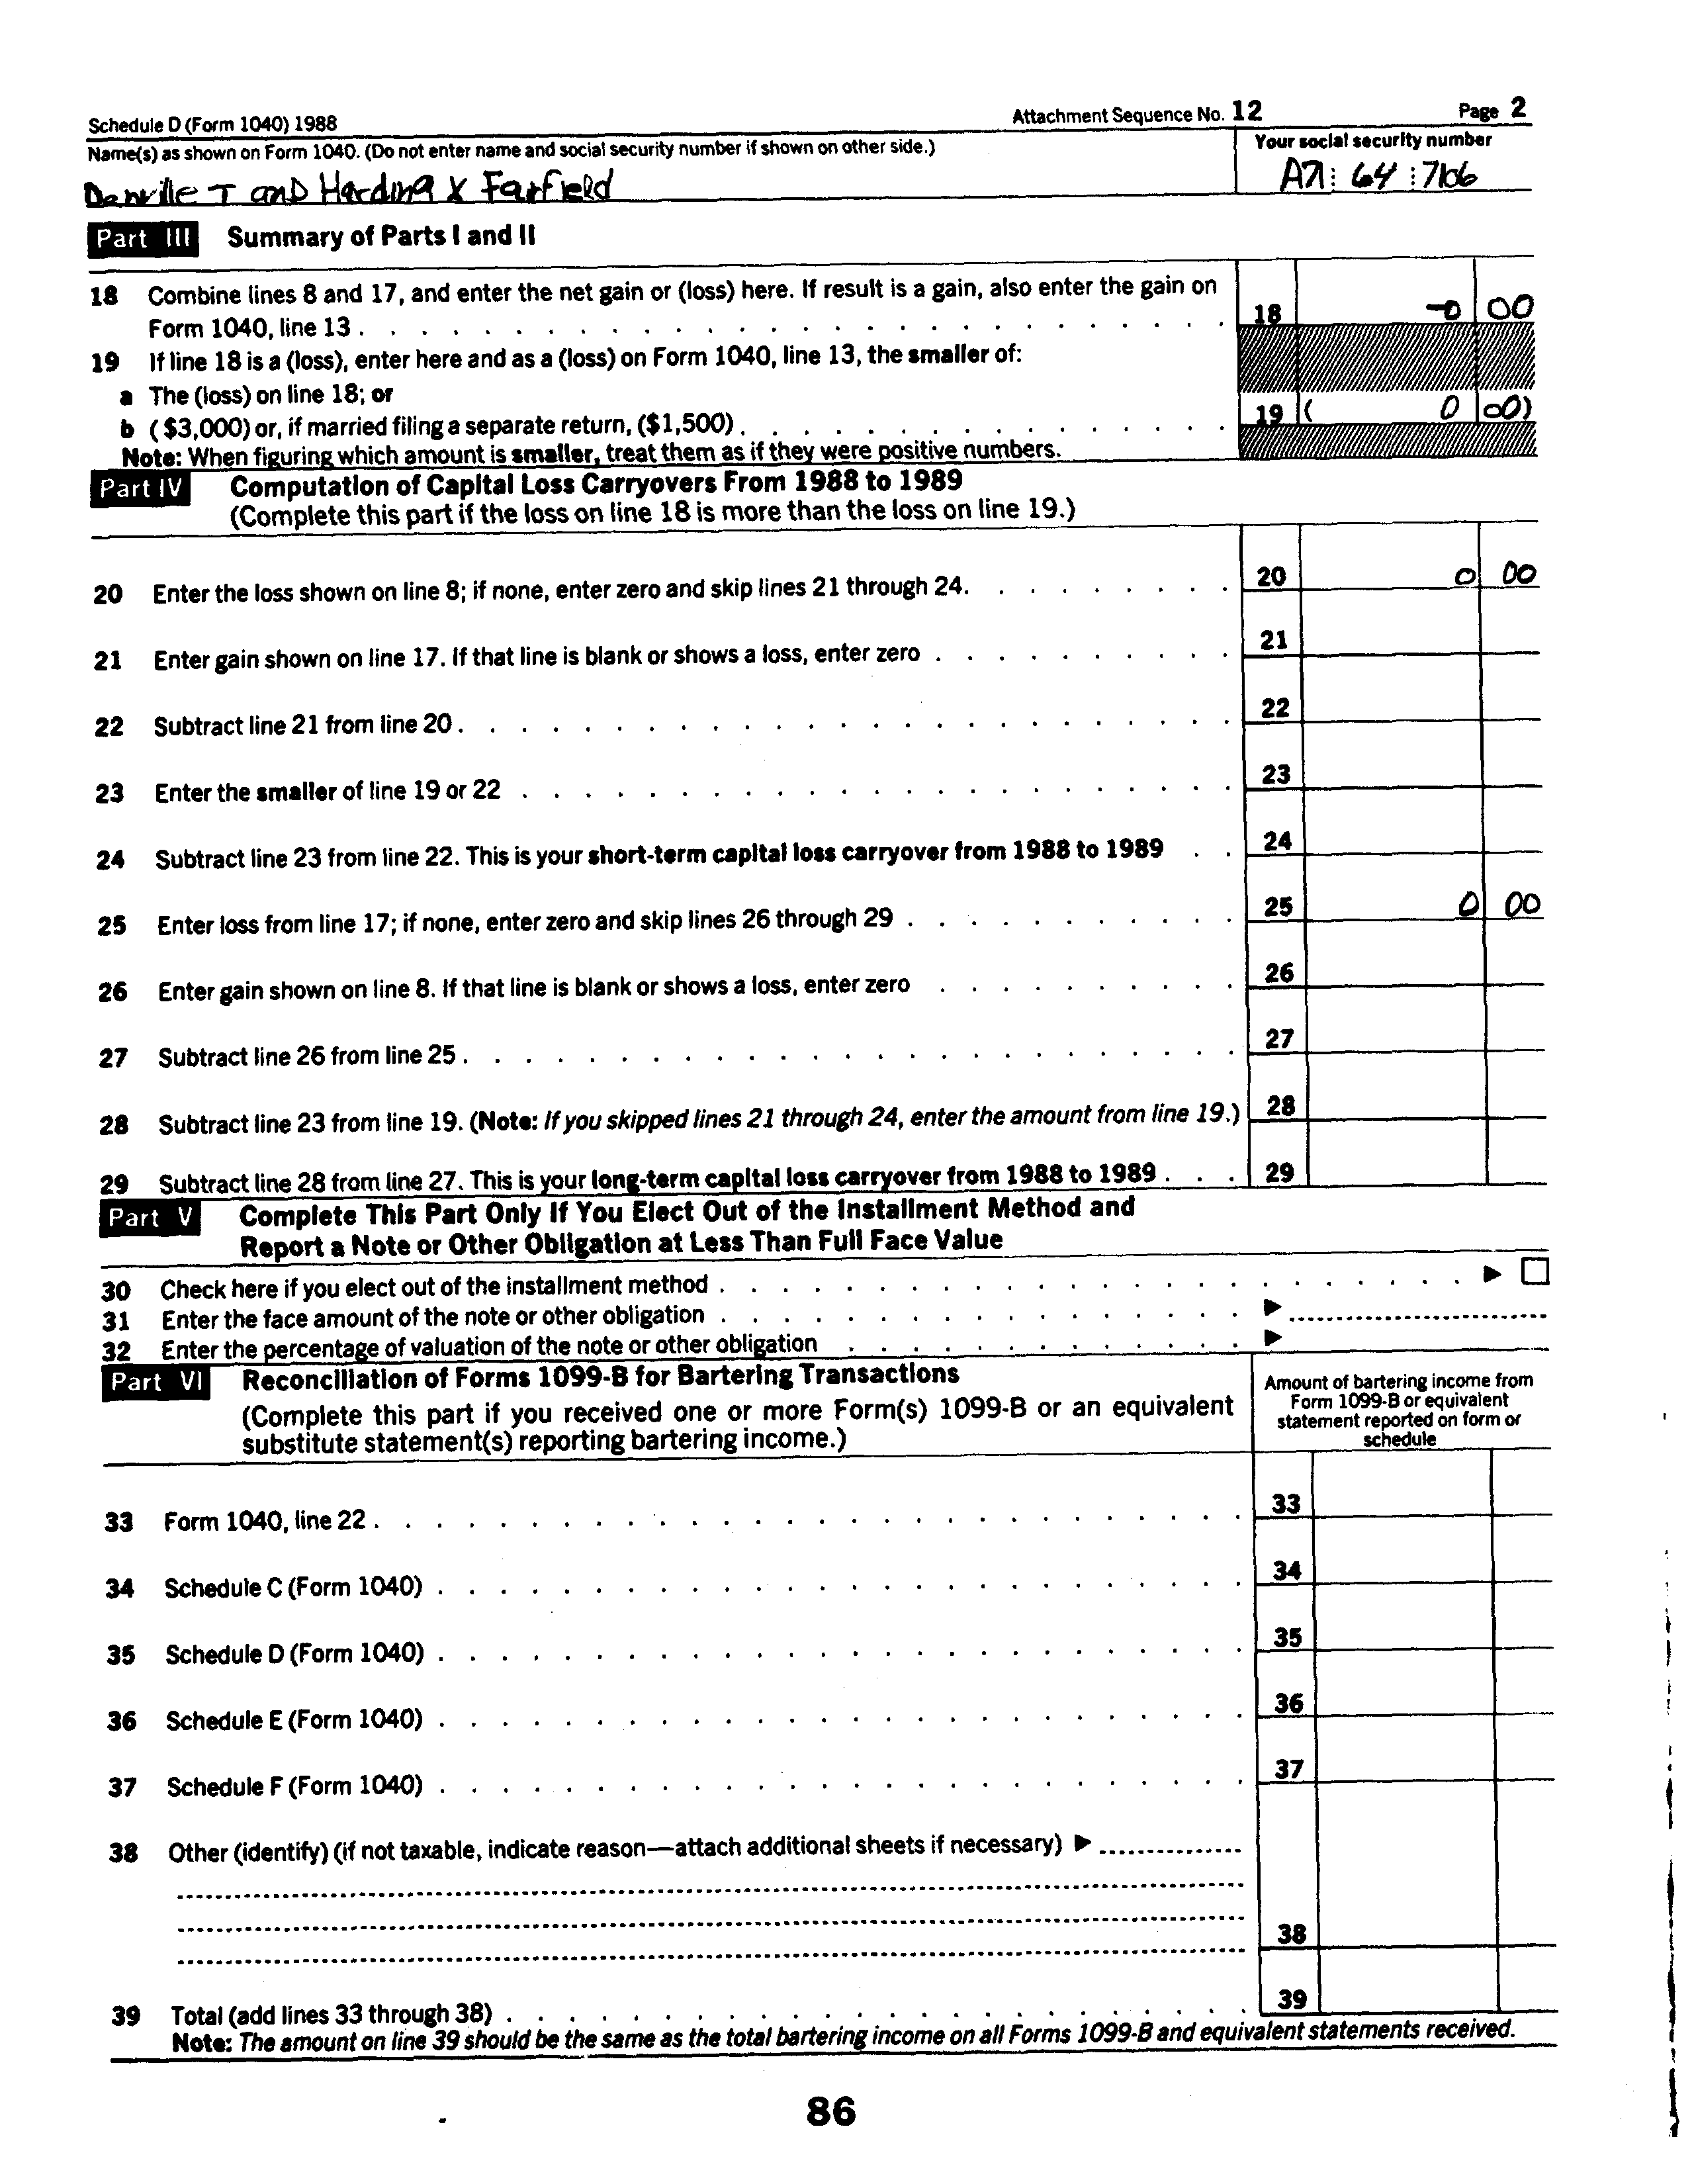 Schedule D (Form 1040) 1988 Attachment Sequence No. 12 Page 2
Name(s) as shown on Form 1040. (Do not enter name and social security number if shown on other side.) Your social security number
Danville T and Harding X Farfield 64 7106
Part III Summary of Parts I and II
18 Combine lines 8 and 17, and enter the net gain or (loss) here. If result is a gain, also enter the gain on
Form 1040, line 13 . . . 18 -0 00
19 If line 18 is a (loss), enter here and as a (loss) on Form 1040, line 13, the smaller of:
a The (loss) on line 18; or
b ($3,000) or, if married filing a separate return, ($1,500) . . . 19 ( 0 00)
Note: When figuring which amount is smaller, treat them as if they were positive numbers.
Part IV Computation of Capital Loss Carryovers From 1988 to 1989
(Complete this part if the loss on line 18 is more than the loss on line 19.)
20 Enter the loss shown on line 8; if none, enter zero and skip lines 21 through 24. . . . 20 0 00
21 Enter gain shown on line 17. If that line is blank or shows a loss, enter zero . . . 21
22 Subtract line 21 from line 20 . . . 22
23 Enter the smaller of line 19 or 22 . . . 23
24 Subtract line 23 from line 22. This is your short-term capital loss carryover from 1988 to 1989 . . 24
25 Enter loss from line 17; if none, enter zero and skip lines 26 through 29 . . . 25 0 00
26 Enter gain shown on line 8. If that line is blank or shows a loss, enter zero . . . 26
27 Subtract line 26 from line 25 . . . 27
28 Subtract line 23 from line 19. (Note: If you skipped lines 21 through 24, enter the amount from line 19.) 28
29 Subtract line 28 from line 27. This is your long-term capital loss carryover from 1988 to 1989 . . . 29
Part V Complete This Part Only If You Elect Out of the Installment Method and
Report a Note or Other Obligation at Less Than Full Face Value
30 Check here if you elect out of the installment method . . . ▶ ☐
31 Enter the face amount of the note or other obligation . . . ▶
32 Enter the percentage of valuation of the note or other obligation . . . ▶
Part VI Reconciliation of Forms 1099-B for Bartering Transactions
(Complete this part if you received one or more Form(s) 1099-B or an equivalent
substitute statement(s) reporting bartering income.)
Amount of bartering income from
Form 1099-B or equivalent
statement reported on form or
schedule
33 Form 1040, line 22 . . . 33
34 Schedule C (Form 1040) . . . 34
35 Schedule D (Form 1040) . . . 35
36 Schedule E (Form 1040) . . . 36
37 Schedule F (Form 1040) . . . 37
38 Other (identify) (if not taxable, indicate reason—attach additional sheets if necessary) ▶
38
39 Total (add lines 33 through 38) . . . 39
Note: The amount on line 39 should be the same as the total bartering income on all Forms 1099-B and equivalent statements received.
86